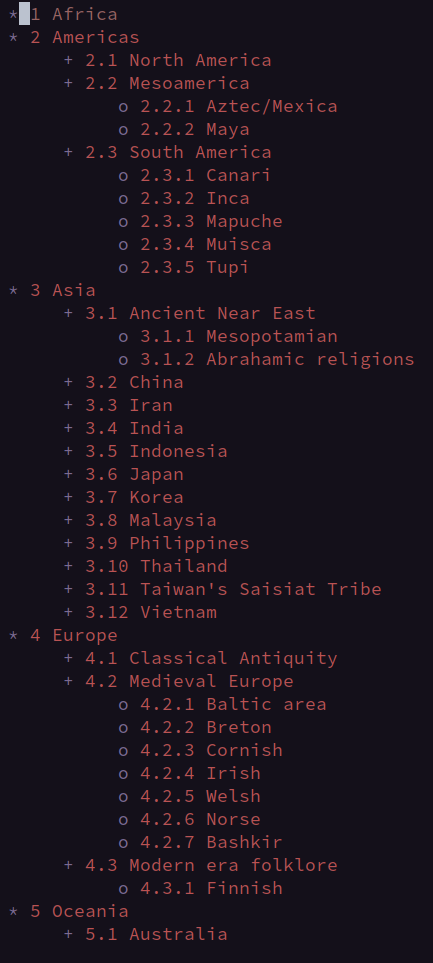 * 1 Africa
* 2 Americas
+ 2.1 North America
+ 2.2 Mesoamerica
o 2.2.1 Aztec/Mexica
o 2.2.2 Maya
+ 2.3 South America
o 2.3.1 Canari
o 2.3.2 Inca
o 2.3.3 Mapuche
o 2.3.4 Muisca
o 2.3.5 Tupi
* 3 Asia
+ 3.1 Ancient Near East
o 3.1.1 Mesopotamian
o 3.1.2 Abrahamic religions
+ 3.2 China
+ 3.3 Iran
+ 3.4 India
+ 3.5 Indonesia
+ 3.6 Japan
+ 3.7 Korea
+ 3.8 Malaysia
+ 3.9 Philippines
+ 3.10 Thailand
+ 3.11 Taiwan's Saisiat Tribe
+ 3.12 Vietnam
* 4 Europe
+ 4.1 Classical Antiquity
+ 4.2 Medieval Europe
o 4.2.1 Baltic area
o 4.2.2 Breton
o 4.2.3 Cornish
o 4.2.4 Irish
o 4.2.5 Welsh
o 4.2.6 Norse
o 4.2.7 Bashkir
+ 4.3 Modern era folklore
o 4.3.1 Finnish
* 5 Oceania
+ 5.1 Australia